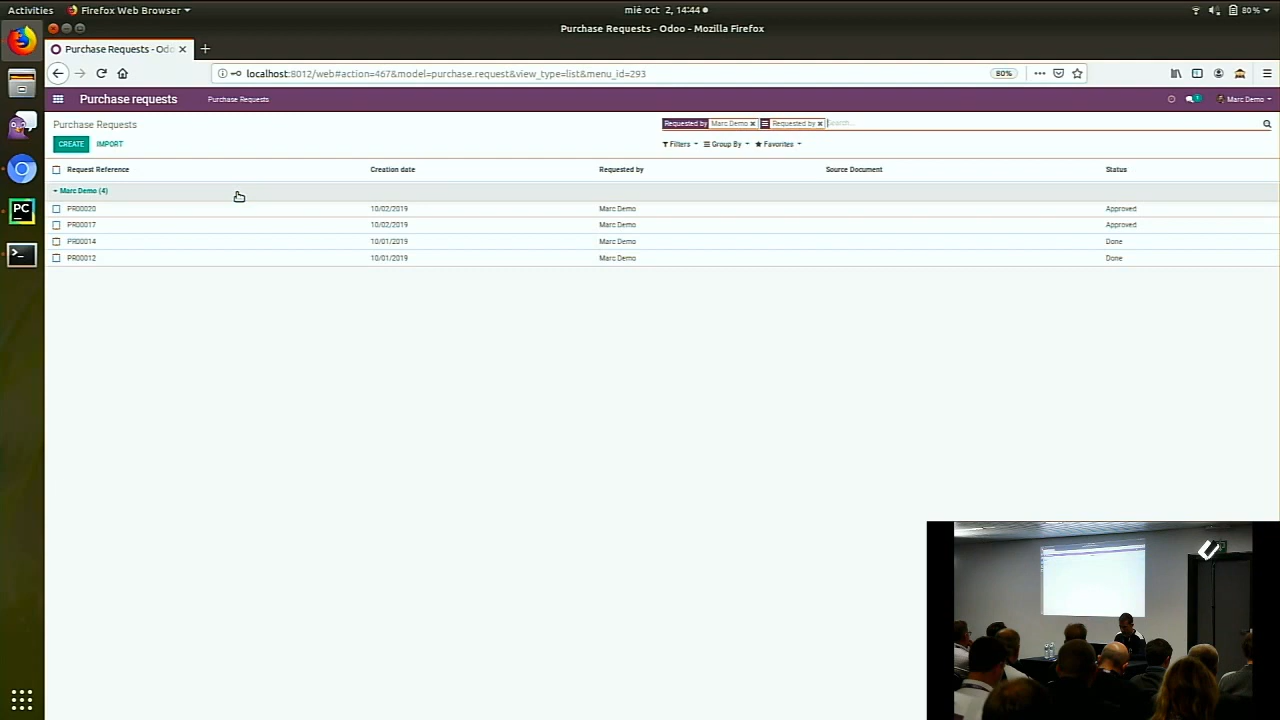 Activities Firefox Web Browser mié oct 2, 14:44 80%
Purchase Requests - Odoo - Mozilla Firefox
Purchase Requests - Odo
localhost:8012/web#action=467&model=purchase.request&view_type=list&menu_id=293 80%
Purchase requests Purchase Requests Marc Demo
Purchase Requests Requested by Marc Demo Requested by Search...
CREATE IMPORT Filters Group By Favorites
Request Reference Creation date Requested by Source Document Status
Marc Demo (4)
PR00020 10/02/2019 Marc Demo Approved
PR00017 10/02/2019 Marc Demo Approved
PR00014 10/01/2019 Marc Demo Done
PR00012 10/01/2019 Marc Demo Done
PC